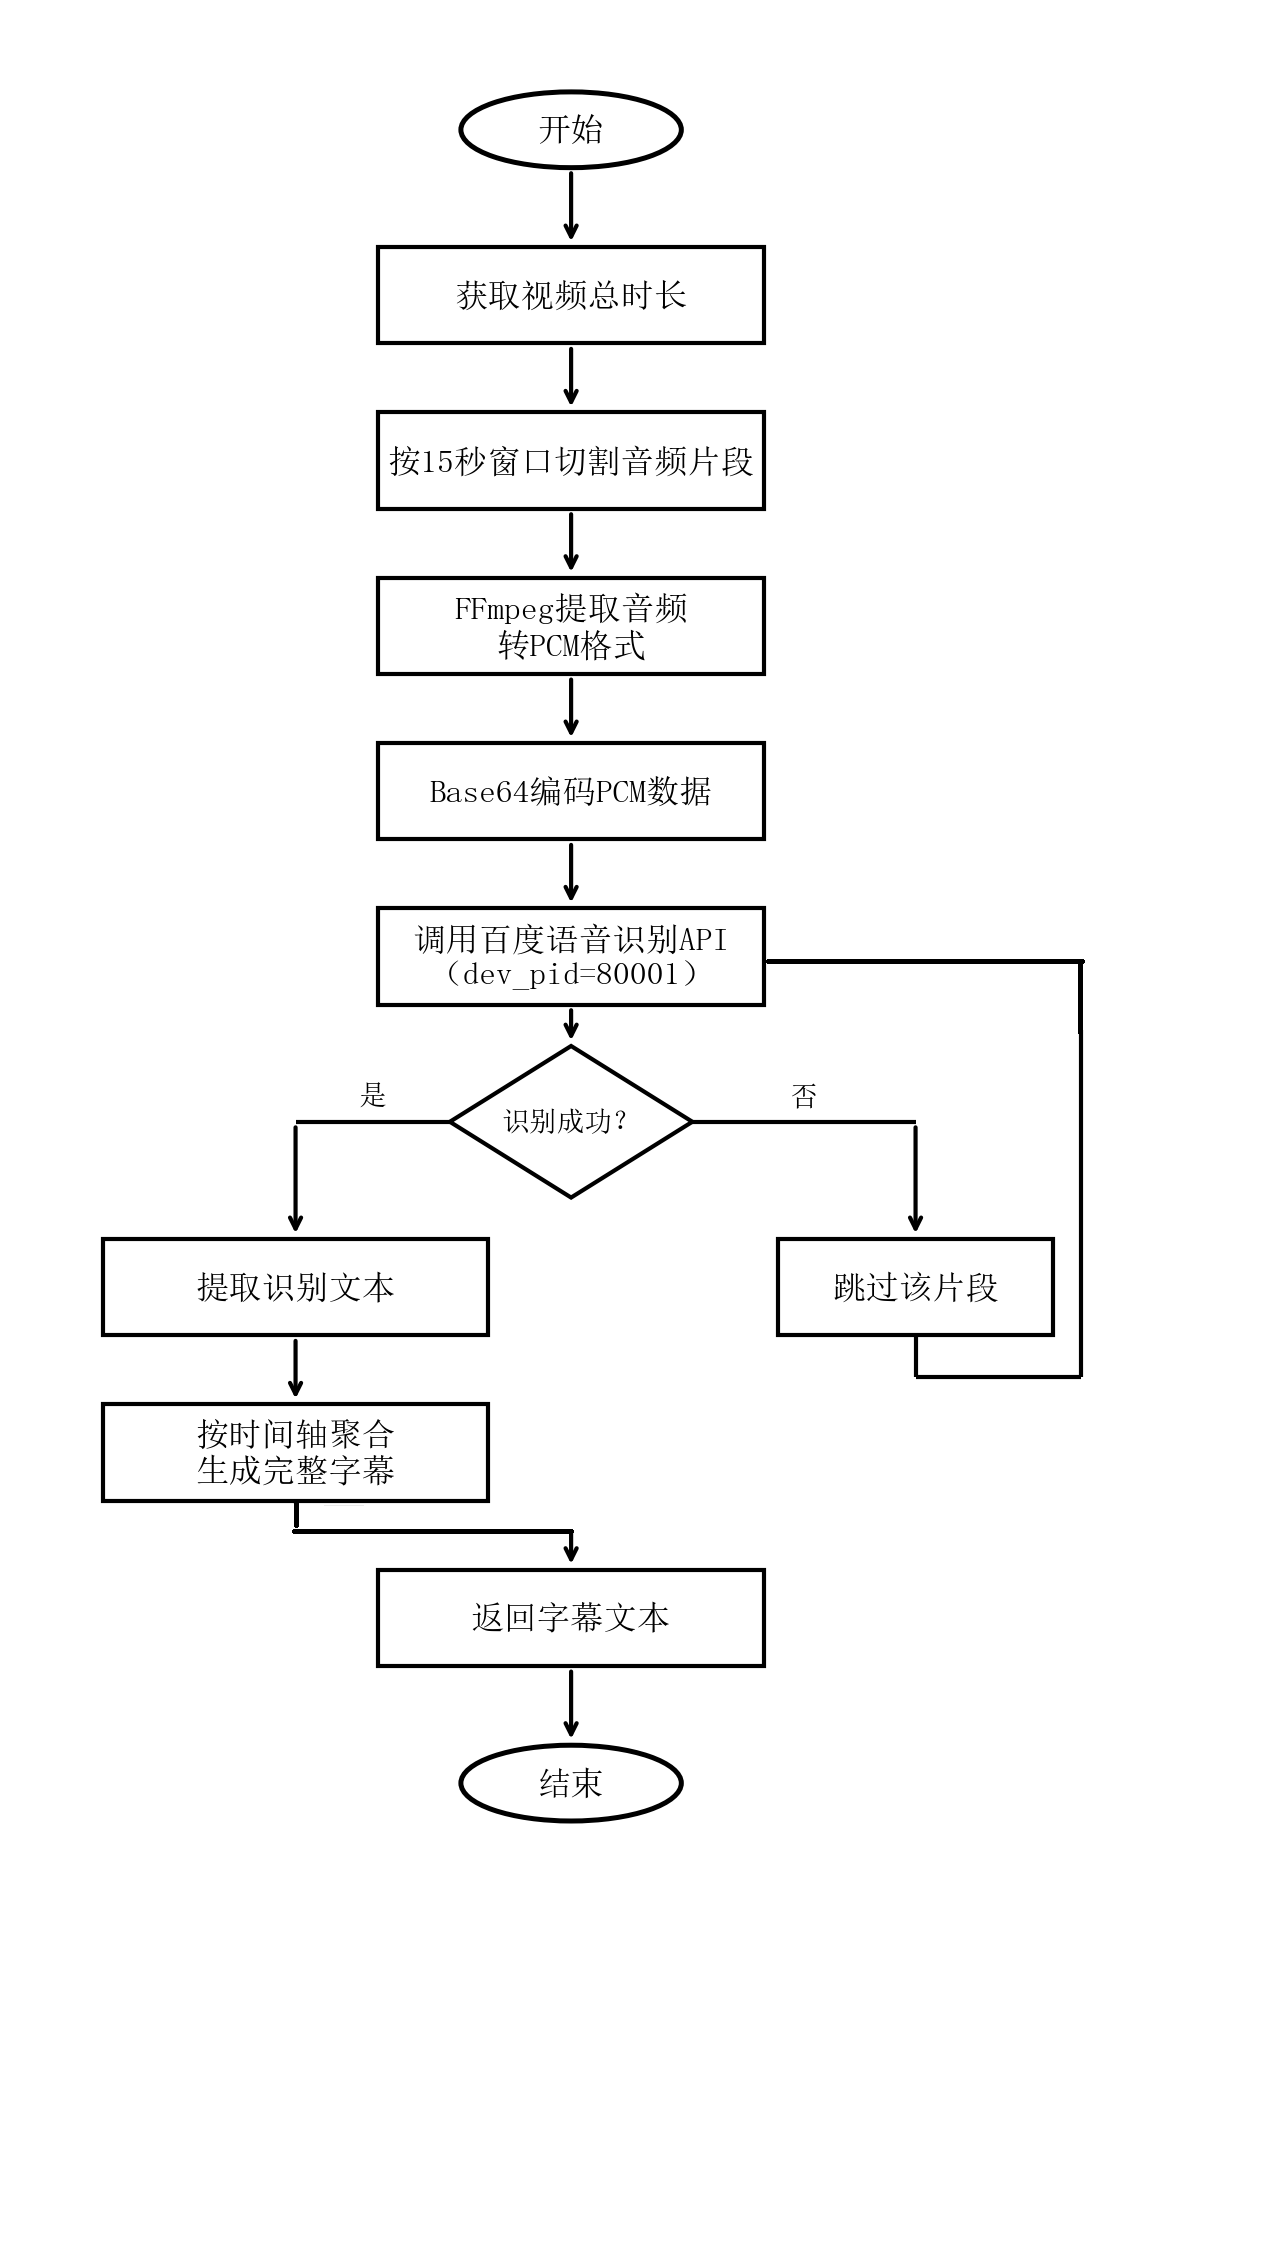 开始
获取视频总时长
按15秒窗口切割音频片段
FFmpeg提取音频
转PCM格式
Base64编码PCM数据
调用百度语音识别API
（dev_pid=80001）
是
识别成功？
否
提取识别文本
跳过该片段
按时间轴聚合
生成完整字幕
返回字幕文本
结束